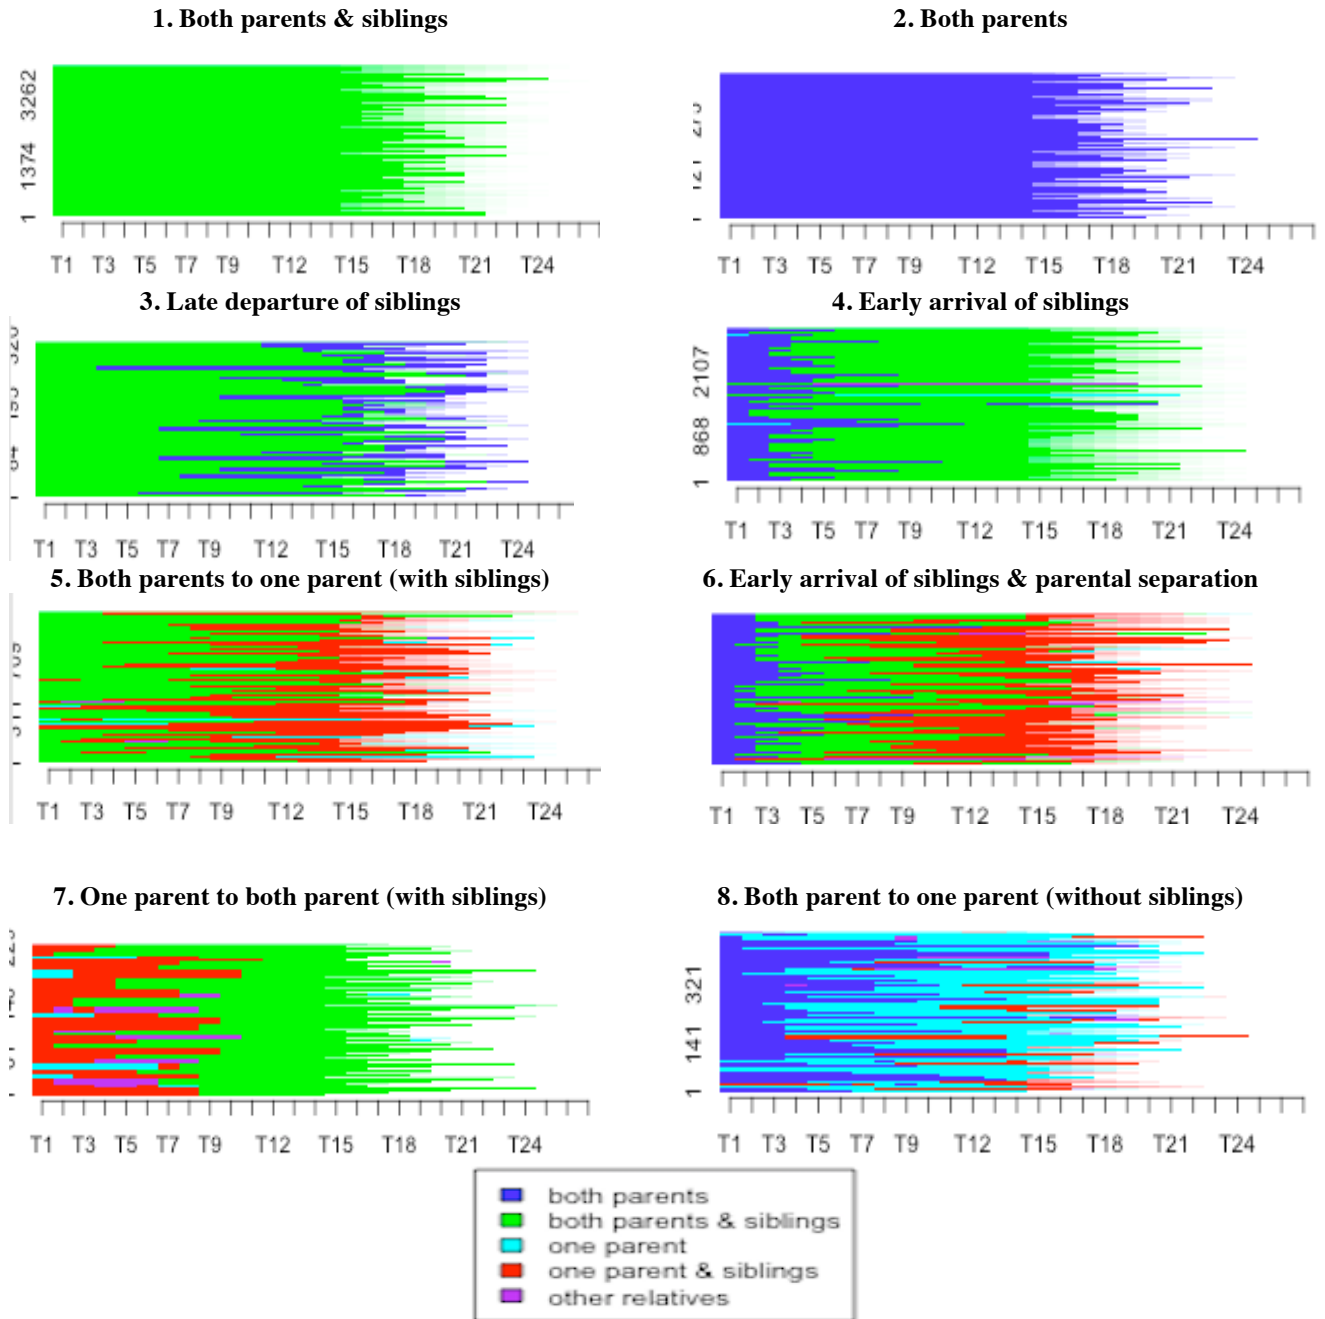 1. Both parents & siblings
2. Both parents
3262
1374
1
T1 T3 T5 T7 T9 T12 T15 T18 T21 T24
T1 T3 T5 T7 T9 T12 T15 T18 T21 T24
3. Late departure of siblings
4. Early arrival of siblings
2107
868
1
T1 T3 T5 T7 T9 T12 T15 T18 T21 T24
T1 T3 T5 T7 T9 T12 T15 T18 T21 T24
5. Both parents to one parent (with siblings)
6. Early arrival of siblings & parental separation
T1 T3 T5 T7 T9 T12 T15 T18 T21 T24
T1 T3 T5 T7 T9 T12 T15 T18 T21 T24
7. One parent to both parent (with siblings)
8. Both parent to one parent (without siblings)
321
141
1
T1 T3 T5 T7 T9 T12 T15 T18 T21 T24
T1 T3 T5 T7 T9 T12 T15 T18 T21 T24
both parents
both parents & siblings
one parent
one parent & siblings
other relatives